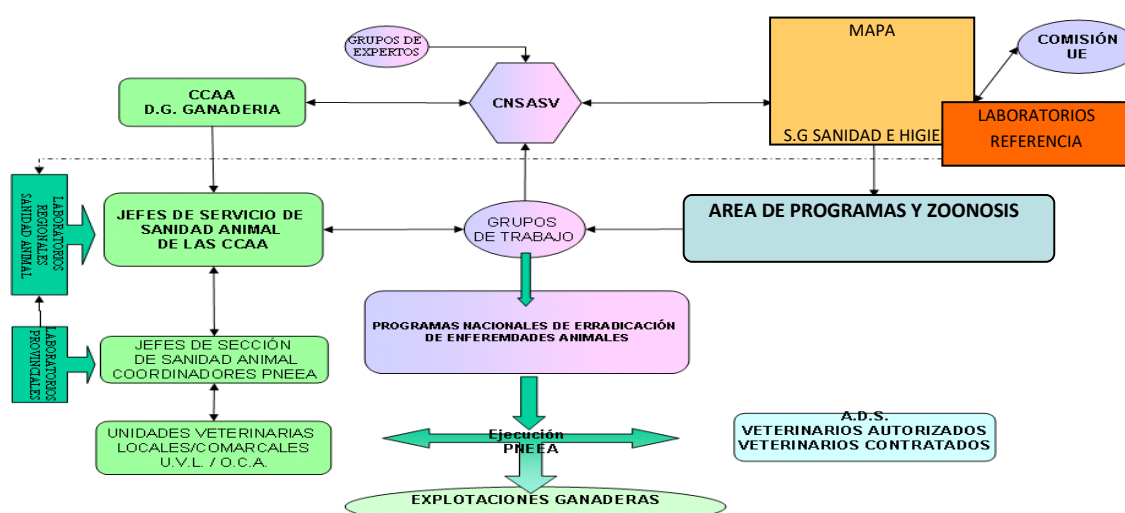 GRUPOS DE
EXPERTOS
MAPA
COMISIÓN
UE
CCAA
D.G. GANADERIA
CNSASV
S.G SANIDAD E HIGIE
LABORATORIOS
REFERENCIA
LABORATORIOS
REGIONALES
SANIDAD ANIMAL
JEFES DE SERVICIO DE
SANIDAD ANIMAL
DE LAS CCAA
GRUPOS
DE TRABAJO
AREA DE PROGRAMAS Y ZOONOSIS
PROGRAMAS NACIONALES DE ERRADICACIÓN
DE ENFEREMDADES ANIMALES
LABORATORIOS
PROVINCIALES
JEFES DE SECCIÓN
DE SANIDAD ANIMAL
COORDINADORES PNEEA
UNIDADES VETERINARIAS
LOCALES/COMARCALES
U.V.L. / O.C.A.
Ejecución
PNEEA
A.D.S.
VETERINARIOS AUTORIZADOS
VETERINARIOS CONTRATADOS
EXPLOTACIONES GANADERAS